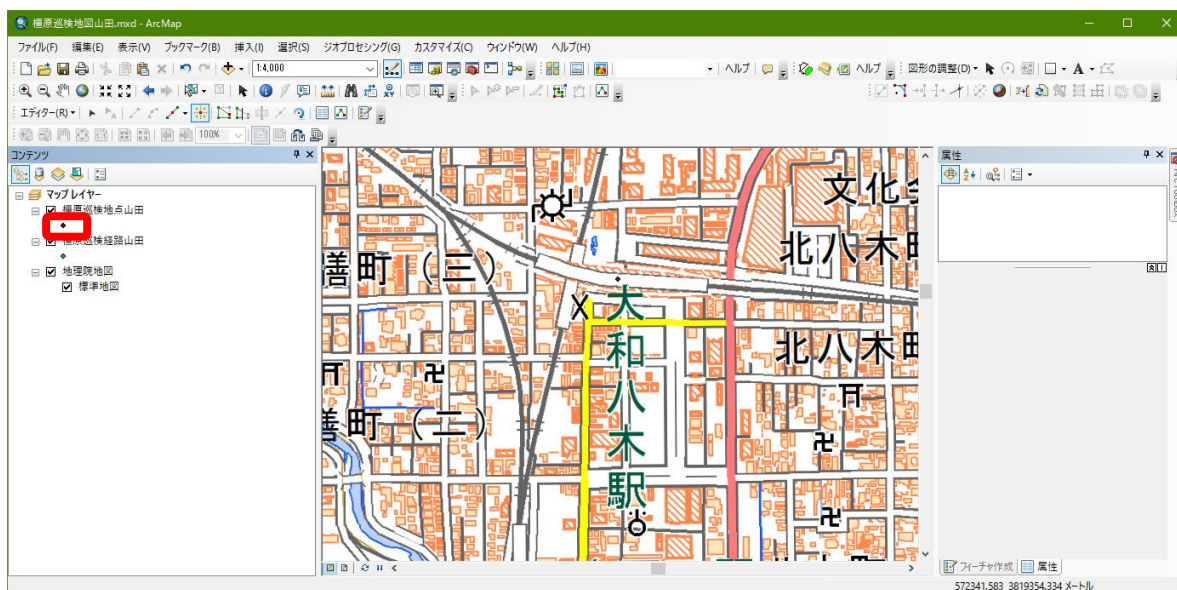 橿原巡検地図山田.mxd - ArcMap
ファイル(F) 編集(E) 表示(V) ブックマーク(B) 挿入(I) 選択(S) ジオプロセシング(G) カスタマイズ(C) ウィンドウ(W) ヘルプ(H)
1:4,000 ヘルプ ヘルプ 図形の調整(D)
エディター(R)
100%
コンテンツ
マップ レイヤー
橿原巡検地点山田
橿原巡検経路山田
地理院地図
標準地図
文化会
北八木町
膳町(三)
大和八木駅
北八木町
膳町(二)
属性
フィーチャ作成 属性
572341.583 3819354.334 メートル